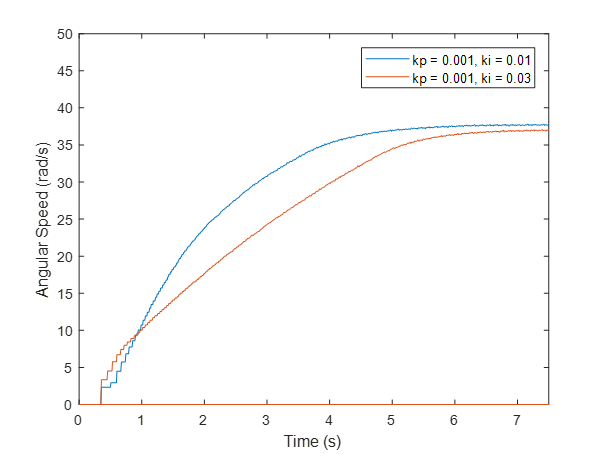 50
45
40
35
30
25
20
15
10
5
0
Angular Speed (rad/s)
kp = 0.001, ki = 0.01
kp = 0.001, ki = 0.03
0 1 2 3 4 5 6 7
Time (s)